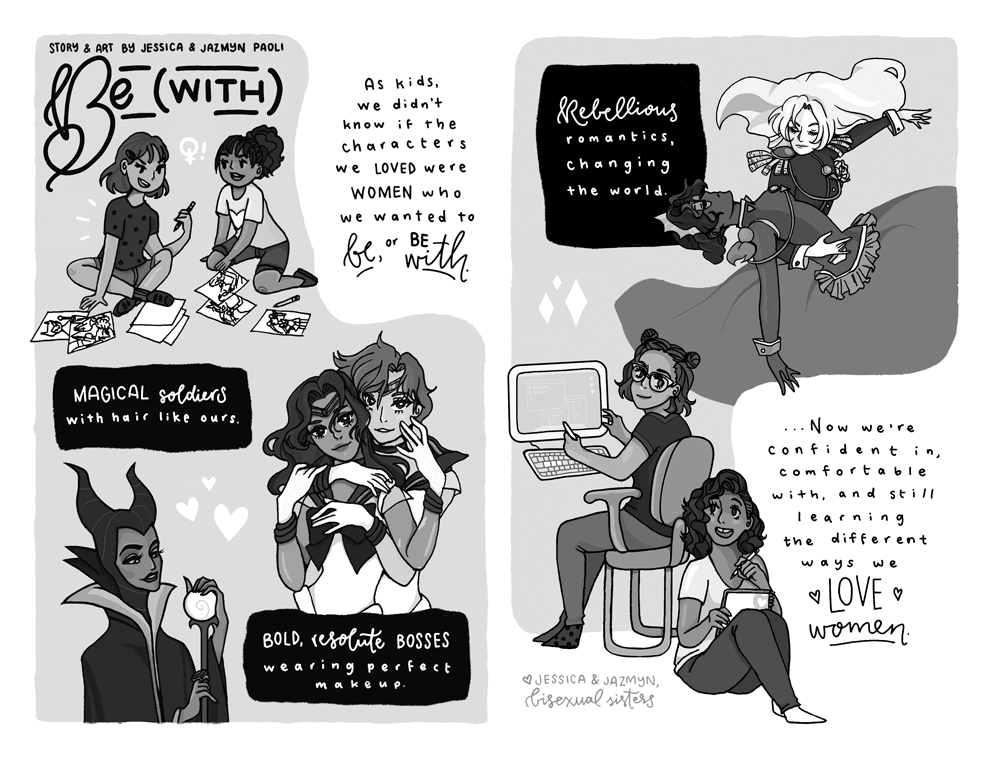 STORY & ART BY JESSICA & JAZMYN PAOLI
Be (WITH)
!
As kids,
we didn't
know if the
characters
we LOVED were
WOMEN who
we wanted to
be, or BE
with.
MAGICAL soldiers
with hair like ours.
BOLD, resolute BOSSES
wearing perfect
makeup.
Rebellious
romantics,
changing
the world.
...Now we're
confident in,
comfortable
with, and still
learning
the different
ways we
LOVE
women.
JESSICA & JAZMYN,
bisexual sisters